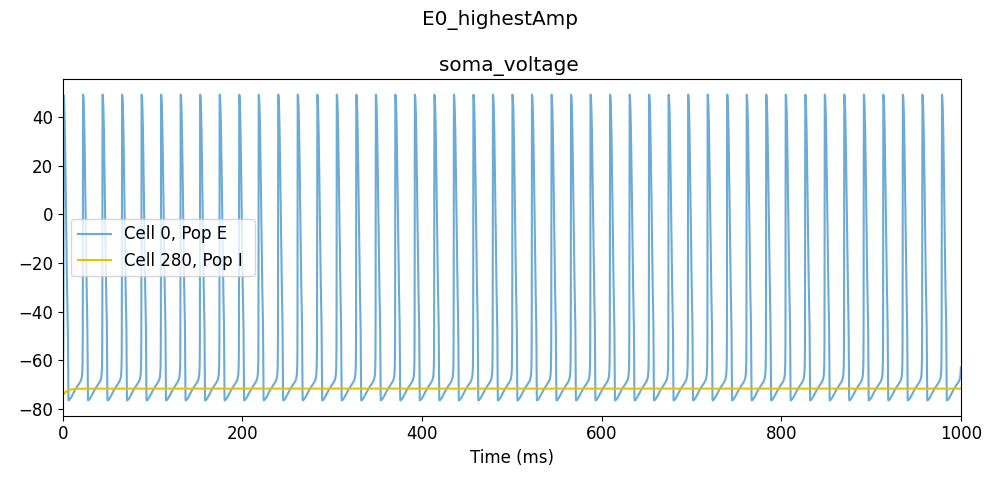 E0_highestAmp
soma_voltage
40
20
0
−20
−40
−60
−80
Cell 0, Pop E
Cell 280, Pop I
0 200 400 600 800 1000
Time (ms)